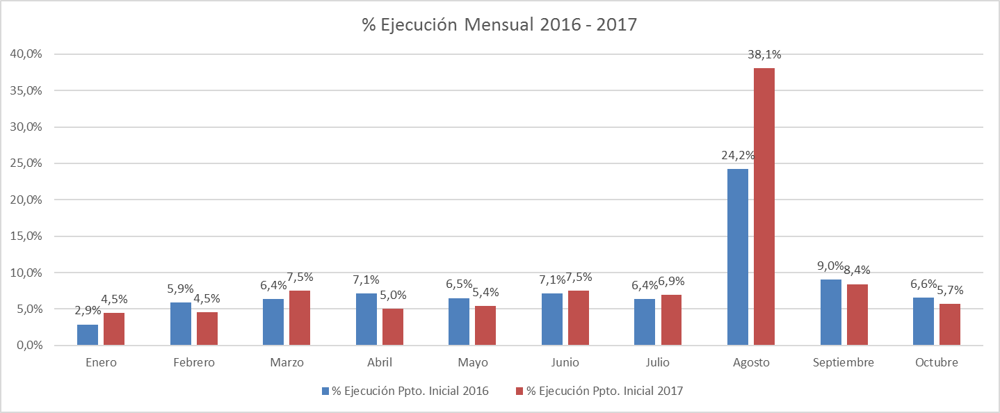 % Ejecución Mensual 2016 - 2017
40,0%
35,0%
30,0%
25,0%
20,0%
15,0%
10,0%
5,0%
0,0%
2,9% 4,5% 5,9% 4,5% 6,4% 7,5% 7,1% 5,0% 6,5% 5,4% 7,1% 7,5% 6,4% 6,9% 24,2% 38,1% 9,0% 8,4% 6,6% 5,7%
Enero Febrero Marzo Abril Mayo Junio Julio Agosto Septiembre Octubre
% Ejecución Ppto. Inicial 2016 % Ejecución Ppto. Inicial 2017